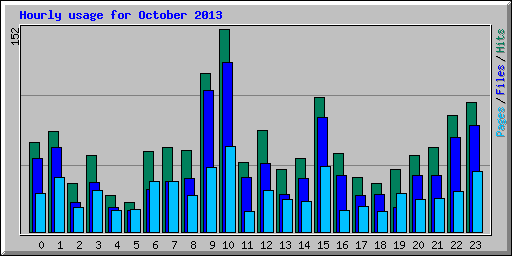 Hourly usage for October 2013
152
Pages / Files / Hits
0 1 2 3 4 5 6 7 8 9 10 11 12 13 14 15 16 17 18 19 20 21 22 23